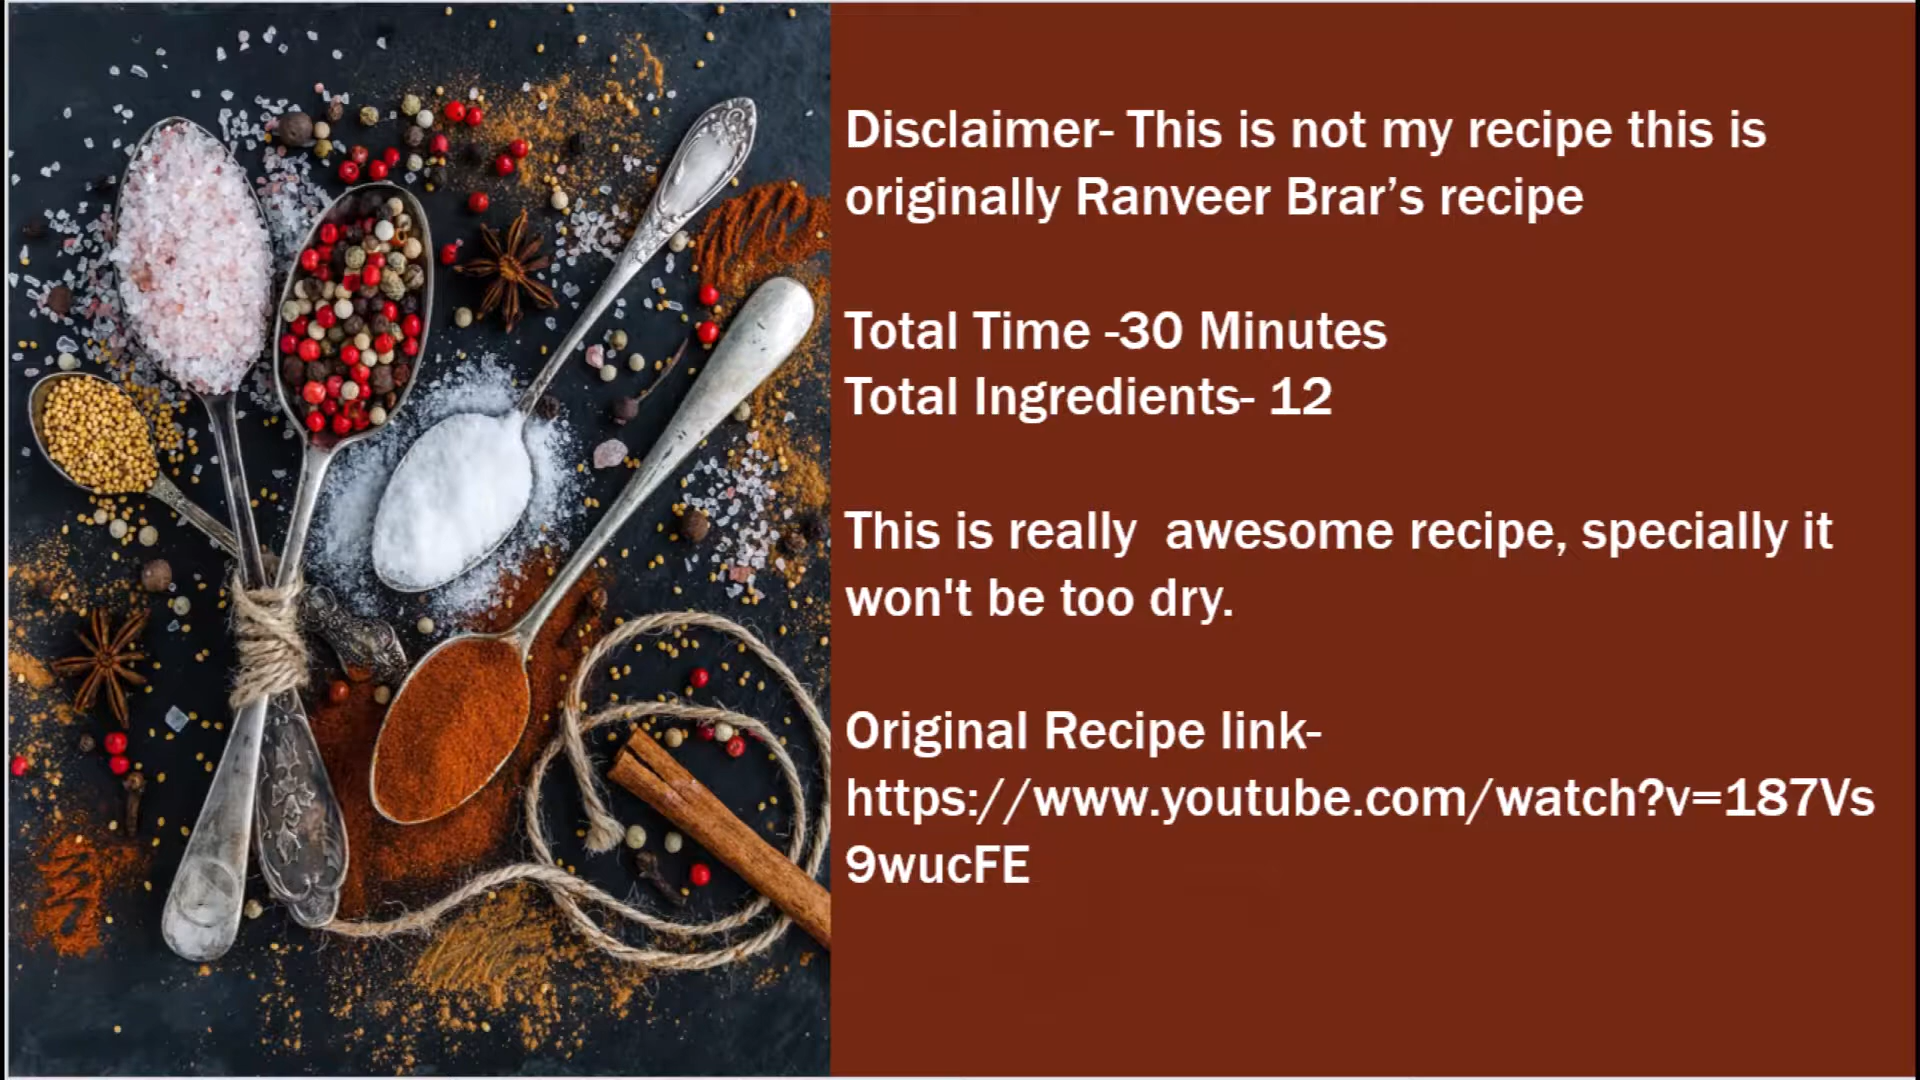 Disclaimer- This is not my recipe this is
originally Ranveer Brar’s recipe
Total Time -30 Minutes
Total Ingredients- 12
This is really  awesome recipe, specially it
won't be too dry.
Original Recipe link-
https://www.youtube.com/watch?v=187Vs
9wucFE